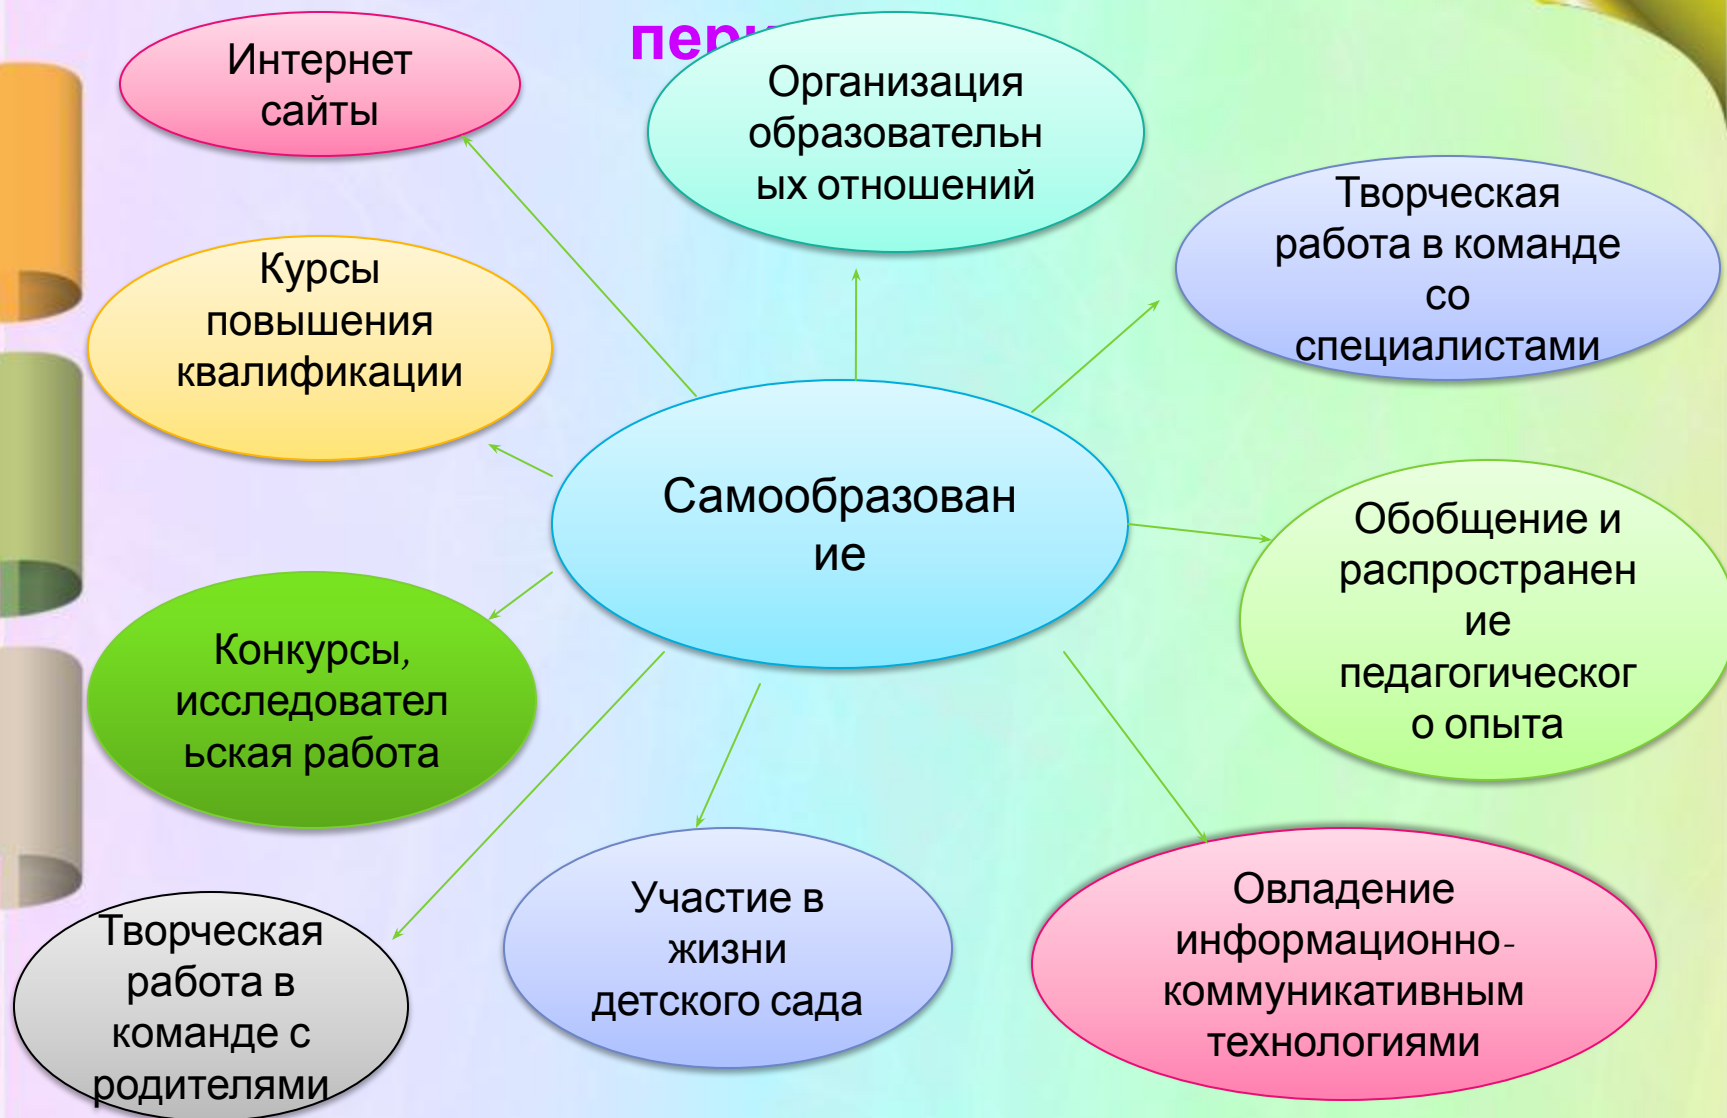 Интернет
сайты
Организация
образовательн
ых отношений
Творческая
работа в команде
со
специалистами
Курсы
повышения
квалификации
Самообразован
ие
Обобщение и
распространен
ие
педагогическог
о опыта
Конкурсы,
исследовател
ьская работа
Творческая
работа в
команде с
родителями
Участие в
жизни
детского сада
Овладение
информационно-
коммуникативным
технологиями